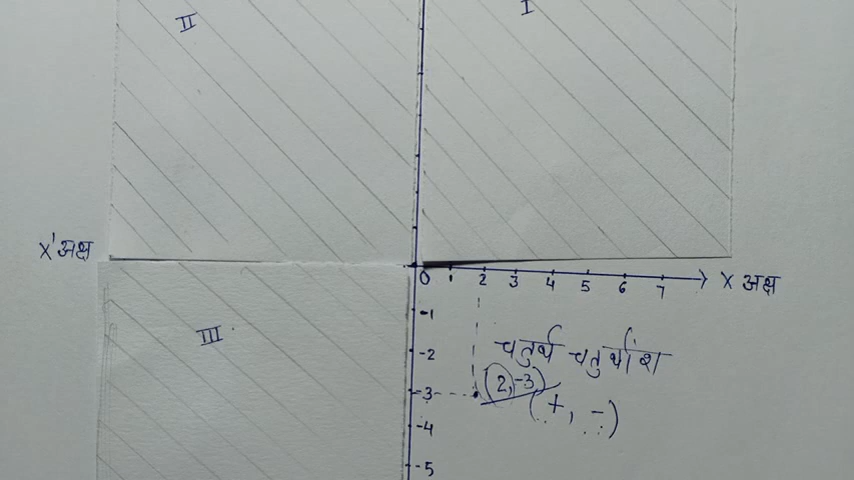 II
I
X' अक्ष
0 1 2 3 4 5 6 7
X अक्ष
III
-1
-2
-3
-4
-5
चतुर्थ चतुर्थांश
(2,-3)
(+, -)